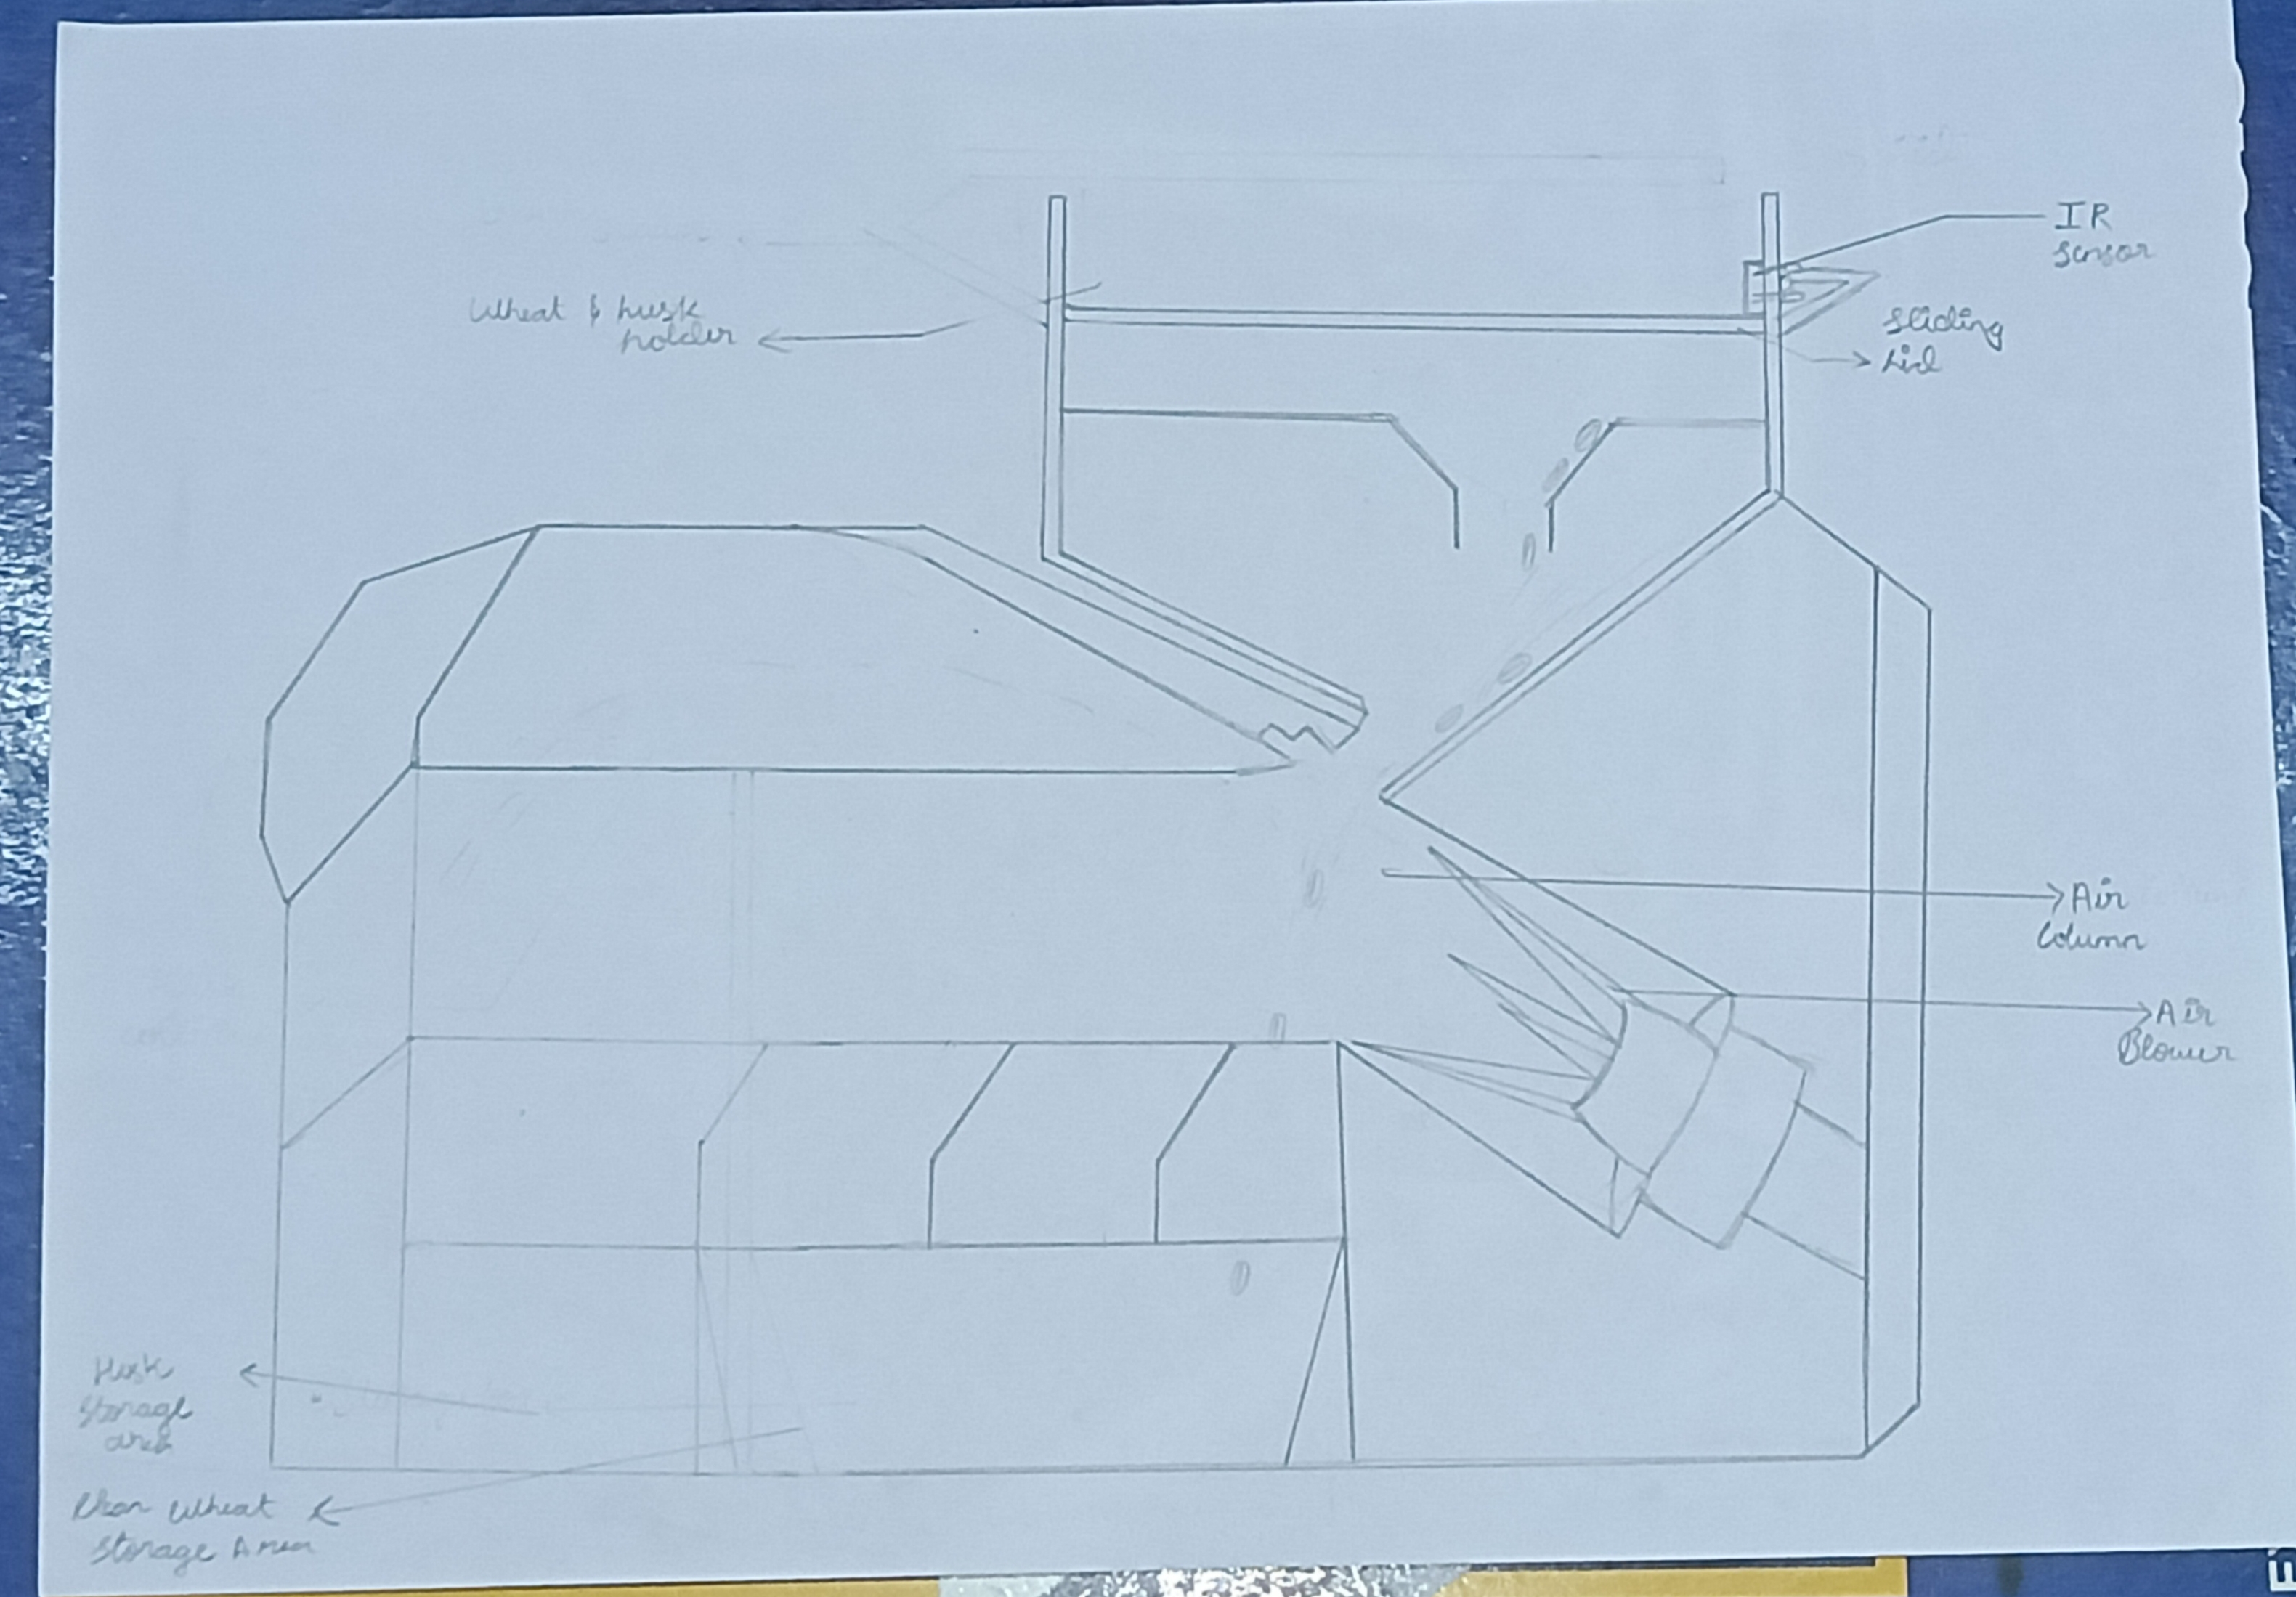 IR
Sensor
Wheat & husk
holder
Sliding
Lid
Air
Column
Air
Blower
Husk
Storage
area
Clean Wheat
Storage Area